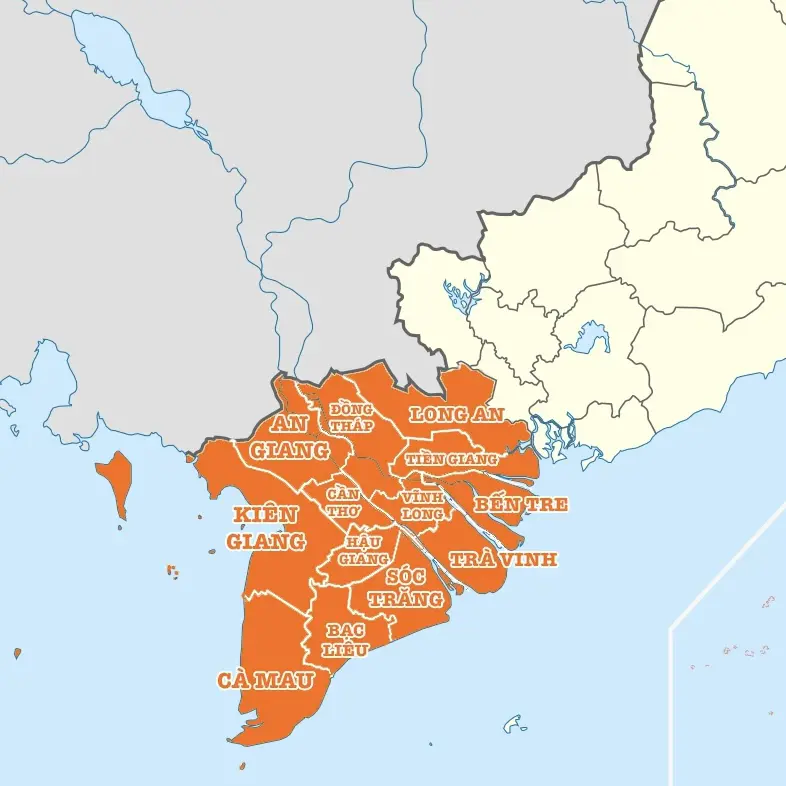 ĐỒNG
THÁP
LONG AN
AN
GIANG
TIỀN GIANG
CẦN
THƠ
VĨNH
LONG
BẾN TRE
KIÊN
GIANG
HẬU
GIANG
TRÀ VINH
SÓC
TRĂNG
BẠC
LIÊU
CÀ MAU